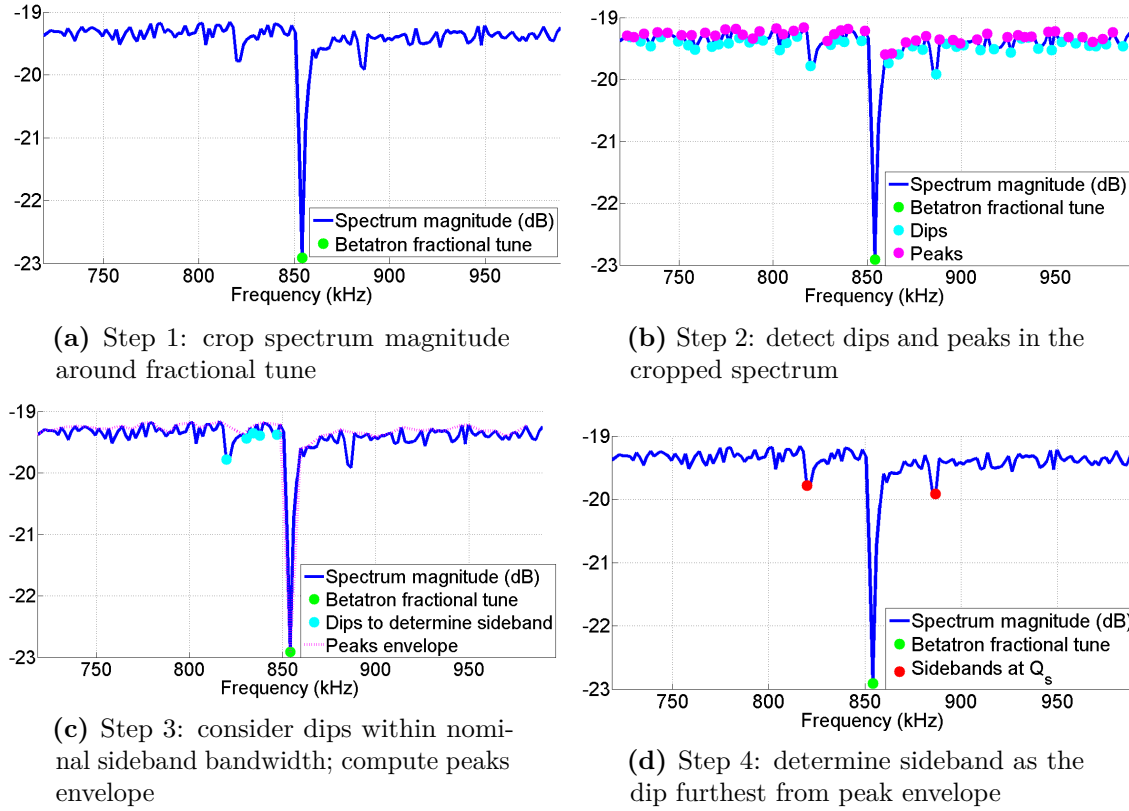 -19
-20
-21
-22
-23
750
800
850
900
950
Frequency (kHz)
Spectrum magnitude (dB)
Betatron fractional tune
(a) Step 1: crop spectrum magnitude
around fractional tune
-19
-20
-21
-22
-23
750
800
850
900
950
Frequency (kHz)
Spectrum magnitude (dB)
Betatron fractional tune
Dips
Peaks
(b) Step 2: detect dips and peaks in the
cropped spectrum
-19
-20
-21
-22
-23
750
800
850
900
950
Frequency (kHz)
Spectrum magnitude (dB)
Betatron fractional tune
Dips to determine sideband
Peaks envelope
(c) Step 3: consider dips within nomi-
nal sideband bandwidth; compute peaks
envelope
-19
-20
-21
-22
-23
750
800
850
900
950
Frequency (kHz)
Spectrum magnitude (dB)
Betatron fractional tune
Sidebands at Q_s
(d) Step 4: determine sideband as the
dip furthest from peak envelope